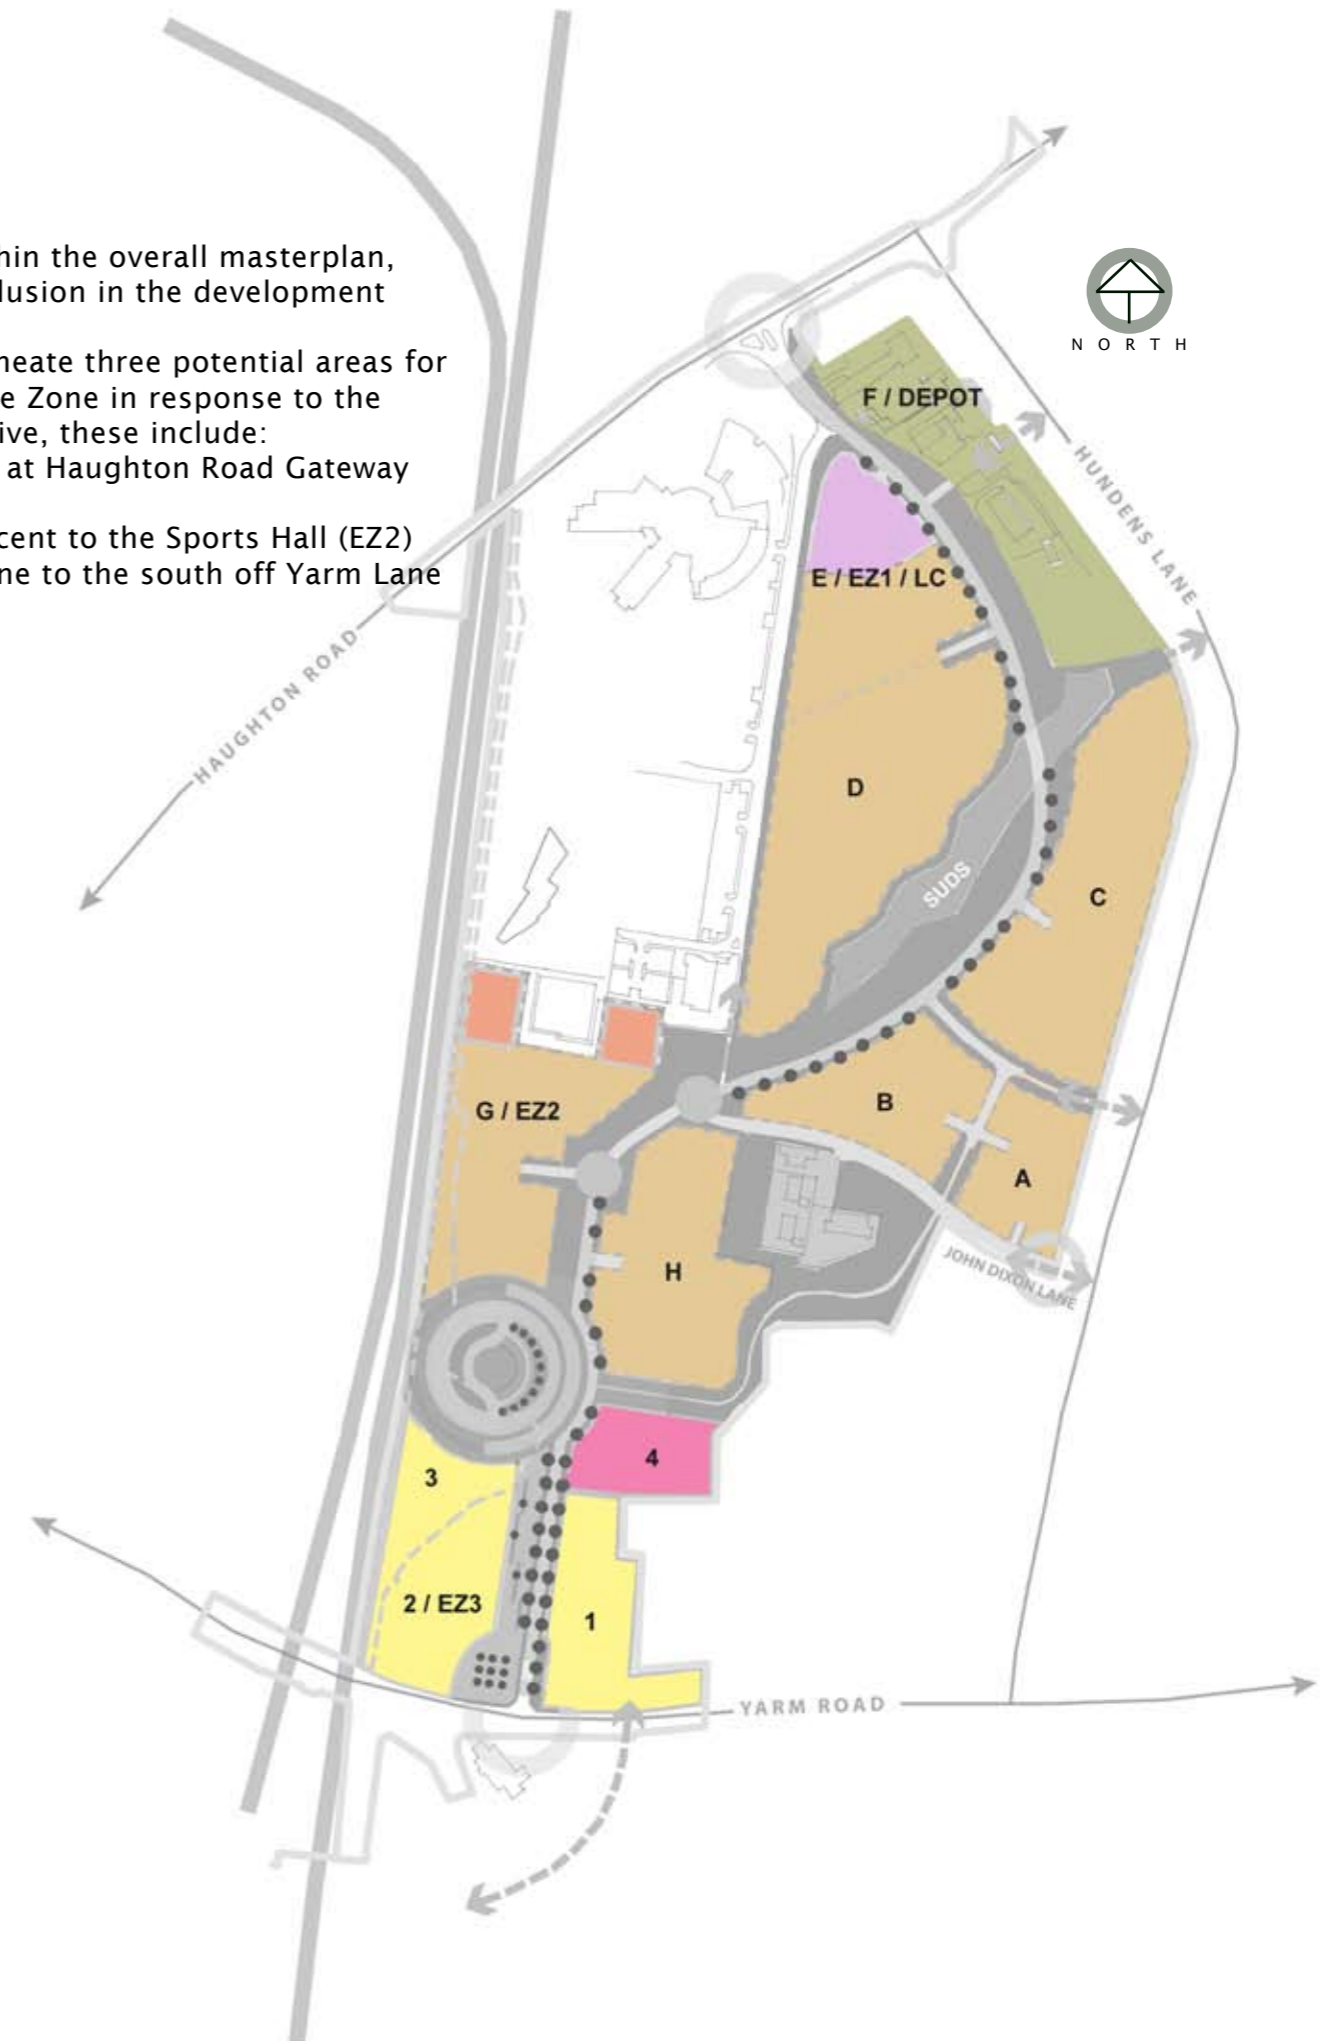 hin the overall masterplan,
lusion in the development
neate three potential areas for
e Zone in response to the
ive, these include:
at Haughton Road Gateway
cent to the Sports Hall (EZ2)
ne to the south off Yarm Lane
NORTH
F / DEPOT
HUNDENS LANE
E / EZ1 / LC
HAUGHTON ROAD
D
SUDS
C
B
G / EZ2
A
H
JOHN DIXON LANE
4
3
2 / EZ3
1
YARM ROAD